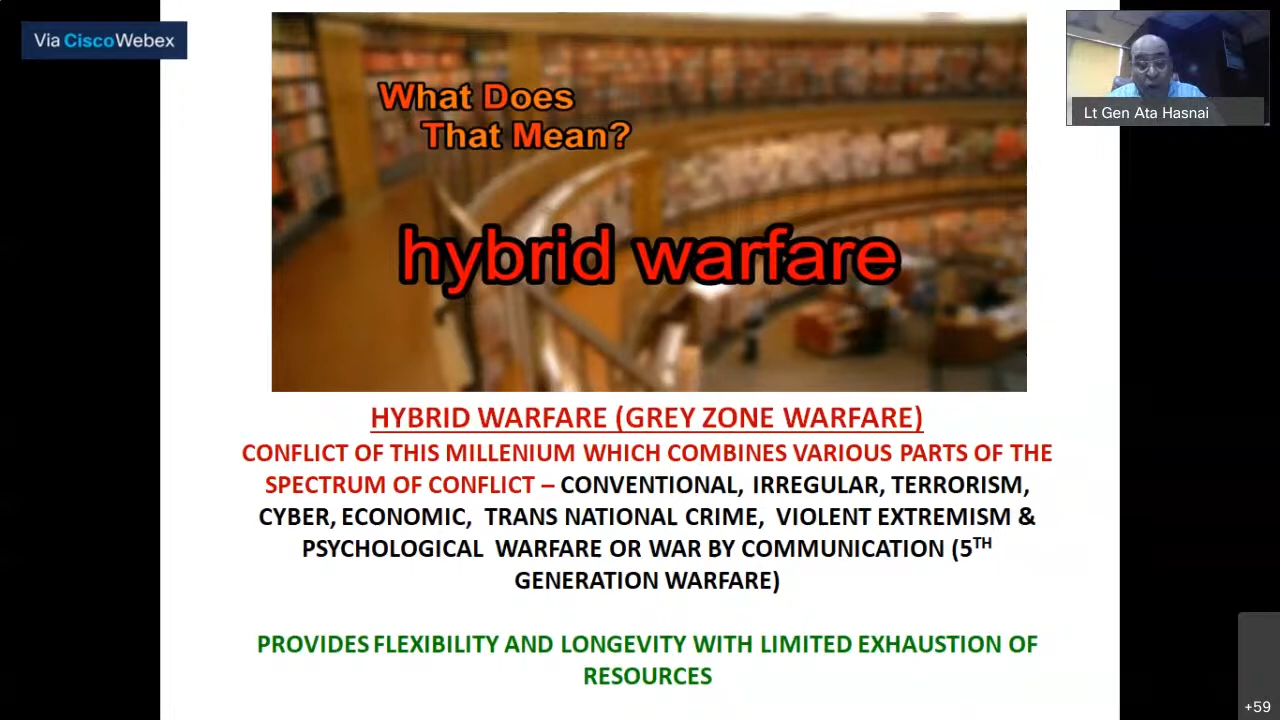 Via Cisco Webex
Lt Gen Ata Hasnai
What Does
That Mean?
hybrid warfare
HYBRID WARFARE (GREY ZONE WARFARE)
CONFLICT OF THIS MILLENIUM WHICH COMBINES VARIOUS PARTS OF THE
SPECTRUM OF CONFLICT – CONVENTIONAL, IRREGULAR, TERRORISM,
CYBER, ECONOMIC, TRANS NATIONAL CRIME, VIOLENT EXTREMISM &
PSYCHOLOGICAL WARFARE OR WAR BY COMMUNICATION (5TH
GENERATION WARFARE)
PROVIDES FLEXIBILITY AND LONGEVITY WITH LIMITED EXHAUSTION OF
RESOURCES
+59